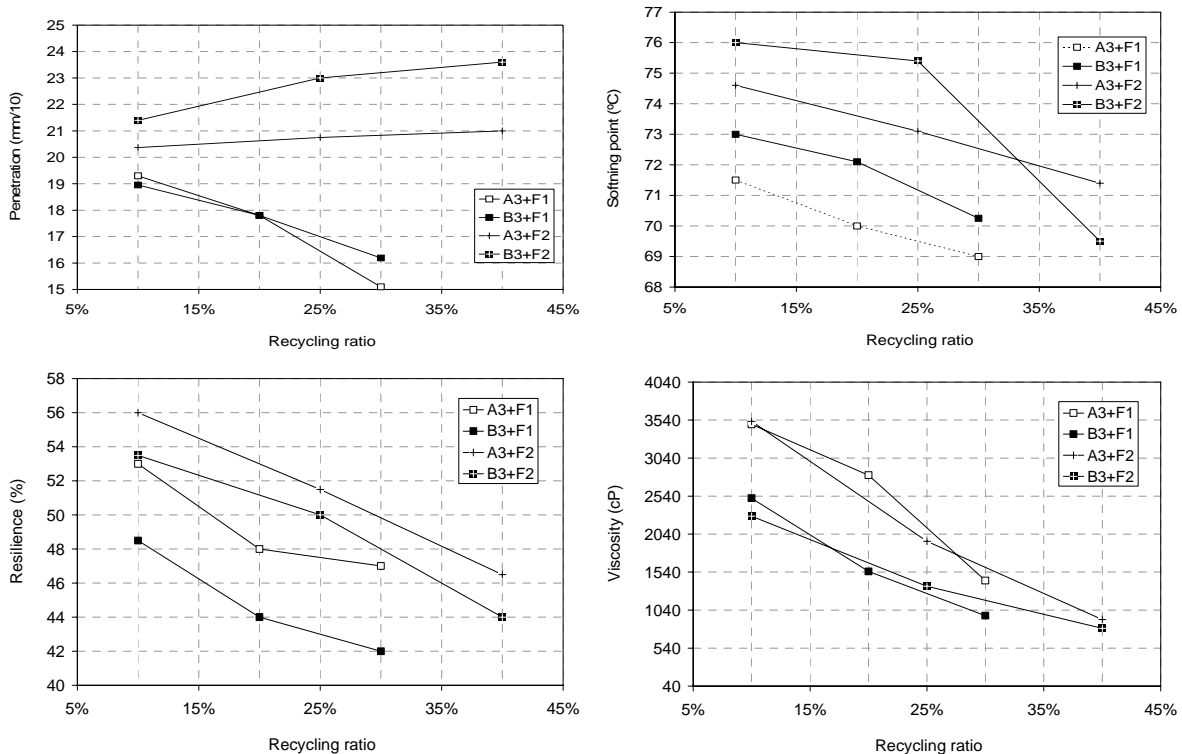 25
24
23
22
21
20
19
18
17
16
15
Penetration (mm/10)
A3+F1
B3+F1
A3+F2
B3+F2
5% 15% 25% 35% 45%
Recycling ratio
77
76
75
74
73
72
71
70
69
68
Softning point (ºC)
A3+F1
B3+F1
A3+F2
B3+F2
5% 15% 25% 35% 45%
Recycling ratio
58
56
54
52
50
48
46
44
42
40
Resilience (%)
A3+F1
B3+F1
A3+F2
B3+F2
5% 15% 25% 35% 45%
Recycling ratio
4040
3540
3040
2540
2040
1540
1040
540
40
Viscosity (cP)
A3+F1
B3+F1
A3+F2
B3+F2
5% 15% 25% 35% 45%
Recycling ratio